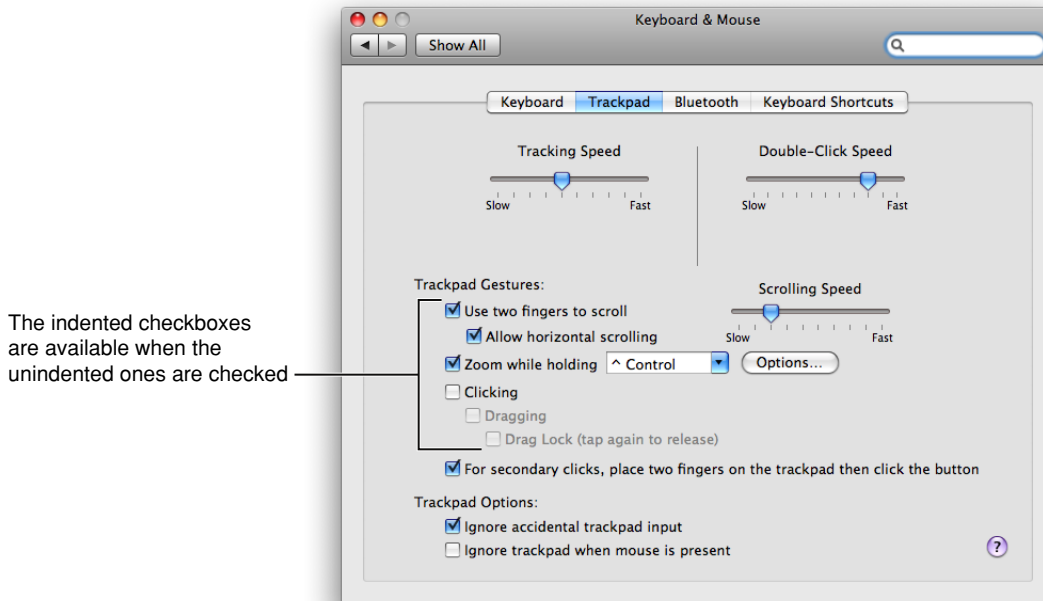 Keyboard & Mouse
Show All
Keyboard Trackpad Bluetooth Keyboard Shortcuts
Tracking Speed Double-Click Speed
Slow Fast Slow Fast
Trackpad Gestures: Scrolling Speed
Use two fingers to scroll
Allow horizontal scrolling Slow Fast
The indented checkboxes
are available when the
unindented ones are checked
Zoom while holding ^ Control Options...
Clicking
Dragging
Drag Lock (tap again to release)
For secondary clicks, place two fingers on the trackpad then click the button
Trackpad Options:
Ignore accidental trackpad input
Ignore trackpad when mouse is present
?